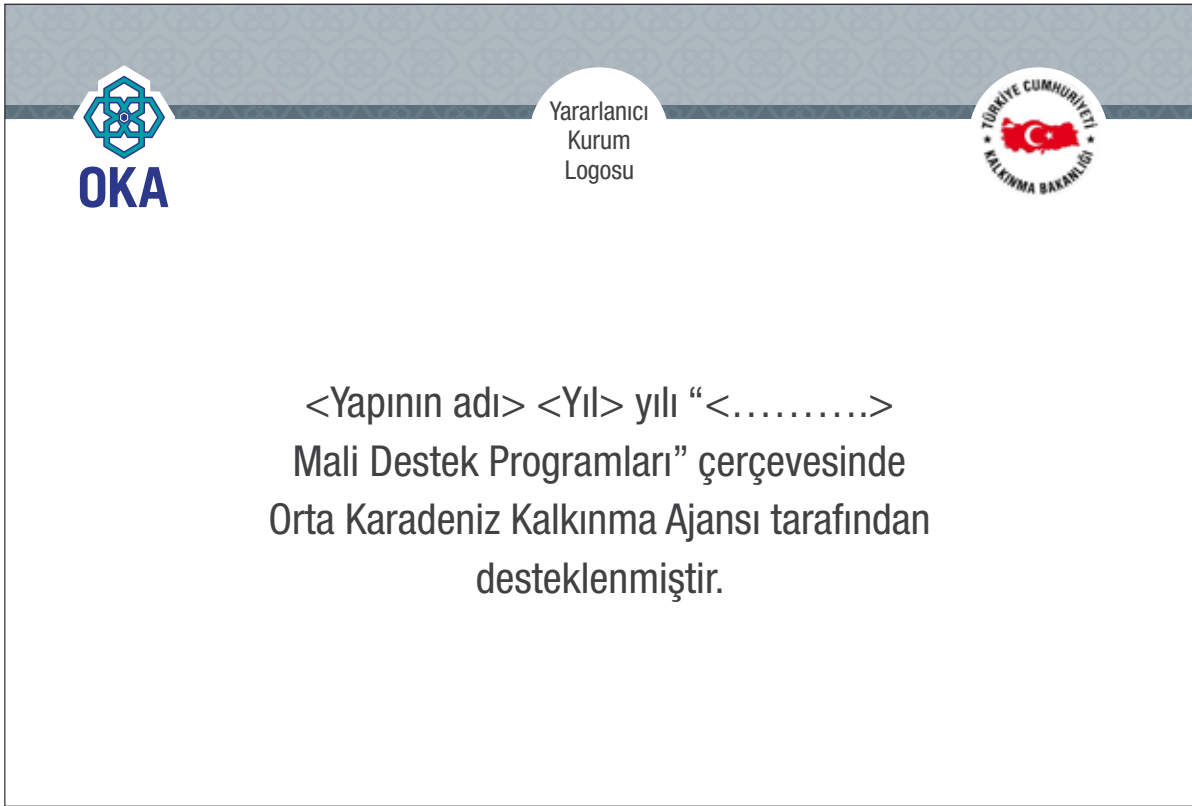 OKA
Yararlanıcı
Kurum
Logosu
TÜRKİYE CUMHURİYETİ
KALKINMA BAKANLIĞI
<Yapının adı> <Yıl> yılı “<……….>
Mali Destek Programları” çerçevesinde
Orta Karadeniz Kalkınma Ajansı tarafından
desteklenmiştir.